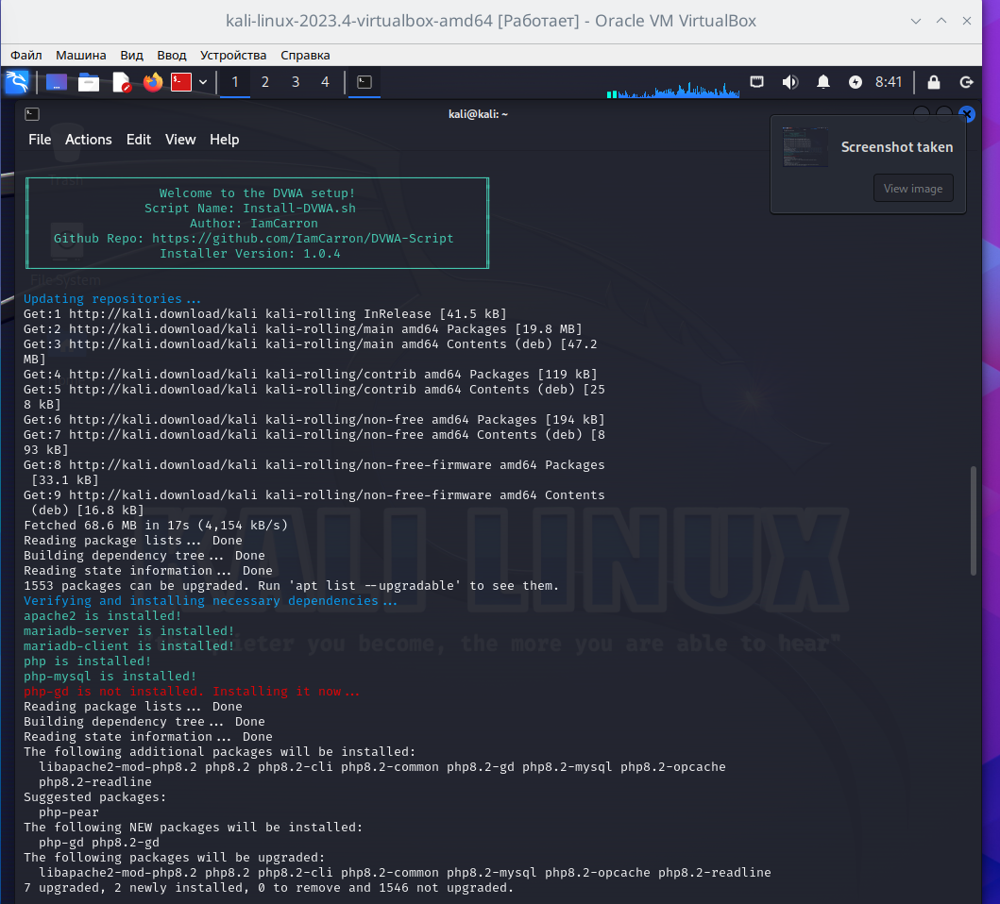 kali-linux-2023.4-virtualbox-amd64 [Работает] - Oracle VM VirtualBox
Файл Машина Вид Ввод Устройства Справка
1 2 3 4 8:41
kali@kali: ~
File Actions Edit View Help
Screenshot taken
View image
Trash
Welcome to the DVWA setup!
Script Name: Install-DVWA.sh
Author: IamCarron
Github Repo: https://github.com/IamCarron/DVWA-Script
Installer Version: 1.0.4
File System
Updating repositories...
Get:1 http://kali.download/kali kali-rolling InRelease [41.5 kB]
Get:2 http://kali.download/kali kali-rolling/main amd64 Packages [19.8 MB]
Get:3 http://kali.download/kali kali-rolling/main amd64 Contents (deb) [47.2
MB]
Get:4 http://kali.download/kali kali-rolling/contrib amd64 Packages [119 kB]
Get:5 http://kali.download/kali kali-rolling/contrib amd64 Contents (deb) [25
8 kB]
Get:6 http://kali.download/kali kali-rolling/non-free amd64 Packages [194 kB]
Get:7 http://kali.download/kali kali-rolling/non-free amd64 Contents (deb) [8
93 kB]
Get:8 http://kali.download/kali kali-rolling/non-free-firmware amd64 Packages
[33.1 kB]
Get:9 http://kali.download/kali kali-rolling/non-free-firmware amd64 Contents
(deb) [16.8 kB]
Fetched 68.6 MB in 17s (4,154 kB/s)
Reading package lists... Done
Building dependency tree... Done
Reading state information... Done
1553 packages can be upgraded. Run 'apt list --upgradable' to see them.
KALI LINUX
Verifying and installing necessary dependencies...
apache2 is installed!
mariadb-server is installed!
mariadb-client is installed!
you become, the more you are able to hear"
php is installed!
php-mysql is installed!
php-gd is not installed. Installing it now...
Reading package lists... Done
Building dependency tree... Done
Reading state information... Done
The following additional packages will be installed:
libapache2-mod-php8.2 php8.2 php8.2-cli php8.2-common php8.2-gd php8.2-mysql php8.2-opcache
php8.2-readline
Suggested packages:
php-pear
The following NEW packages will be installed:
php-gd php8.2-gd
The following packages will be upgraded:
libapache2-mod-php8.2 php8.2 php8.2-cli php8.2-common php8.2-mysql php8.2-opcache php8.2-readline
7 upgraded, 2 newly installed, 0 to remove and 1546 not upgraded.